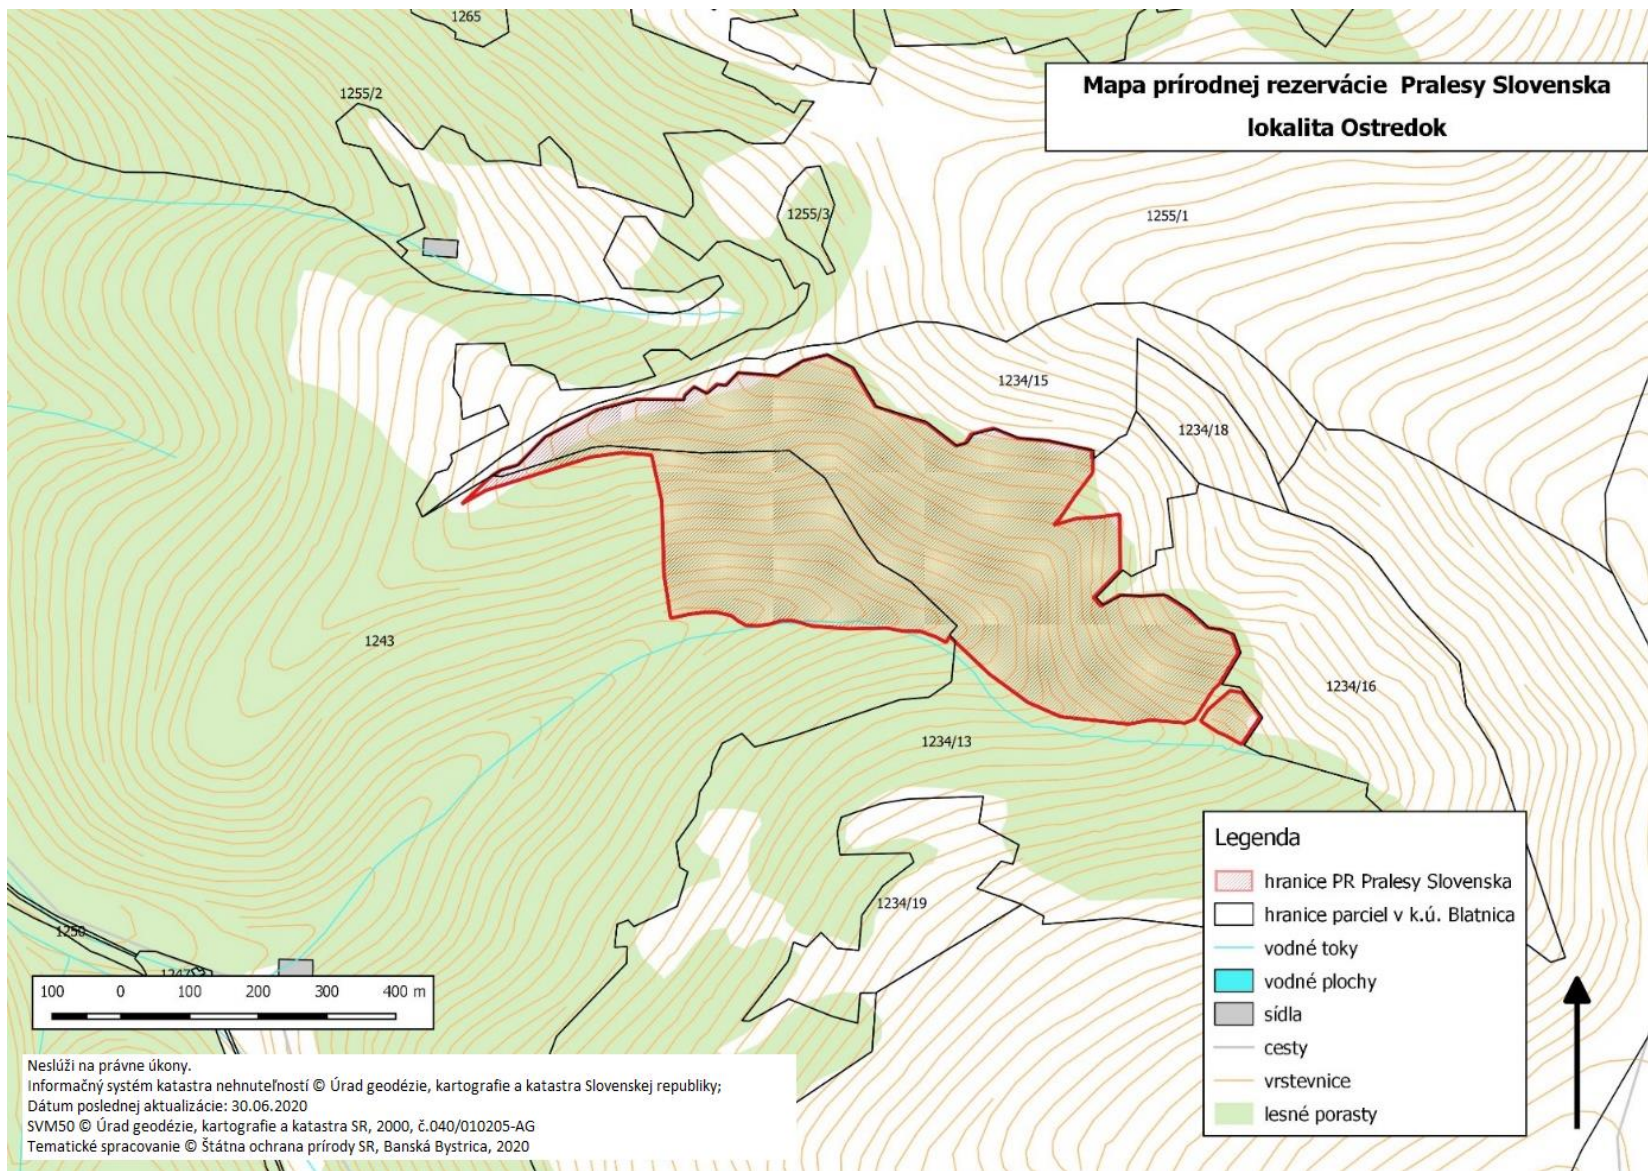 1265
1255/2
Mapa prírodnej rezervácie Pralesy Slovenska
lokalita Ostredok
1255/3
1255/1
1234/15
1234/18
1243
1234/16
1234/13
1234/19
1250
Legenda
hranice PR Pralesy Slovenska
hranice parciel v k.ú. Blatnica
vodné toky
vodné plochy
sídla
cesty
vrstevnice
lesné porasty
100 0 100 200 300 400 m
Neslúži na právne úkony.
Informačný systém katastra nehnuteľností © Úrad geodézie, kartografie a katastra Slovenskej republiky;
Dátum poslednej aktualizácie: 30.06.2020
SVM50 © Úrad geodézie, kartografie a katastra SR, 2000, č.040/010205-AG
Tematické spracovanie © Štátna ochrana prírody SR, Banská Bystrica, 2020